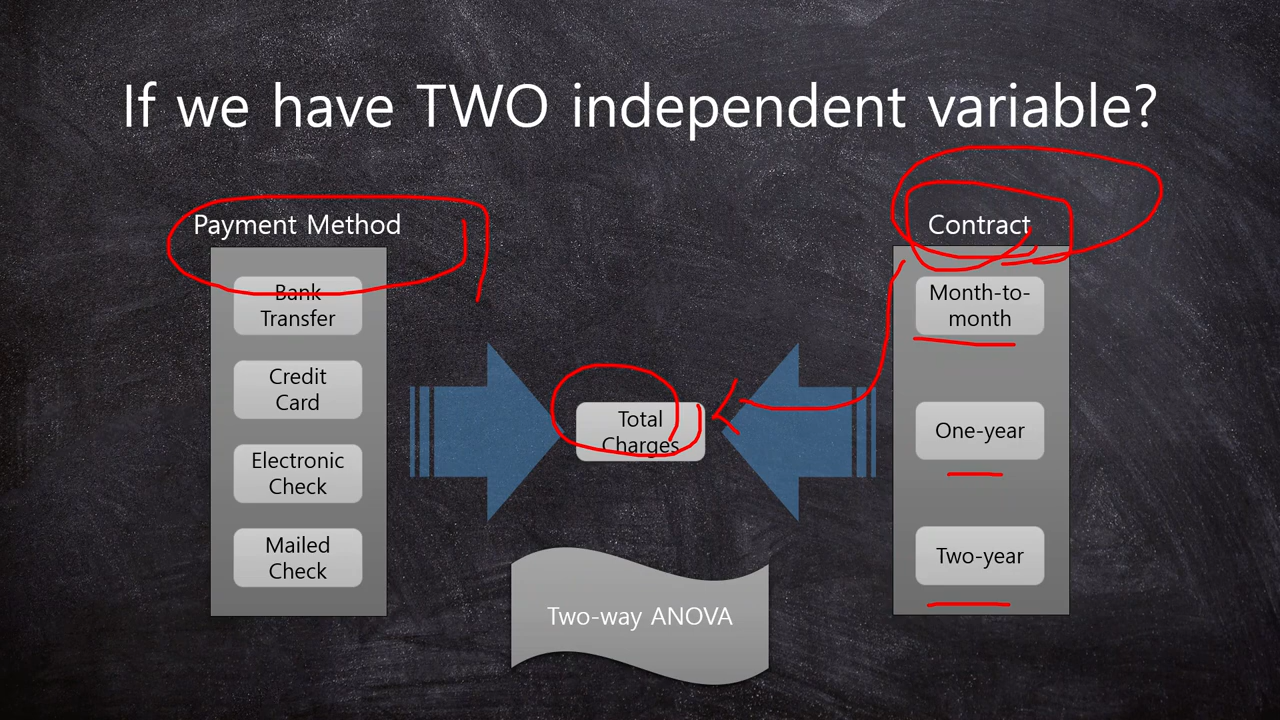 If we have TWO independent variable?
Payment Method
Bank
Transfer
Credit
Card
Electronic
Check
Mailed
Check
Total
Charges
Contract
Month-to-
month
One-year
Two-year
Two-way ANOVA